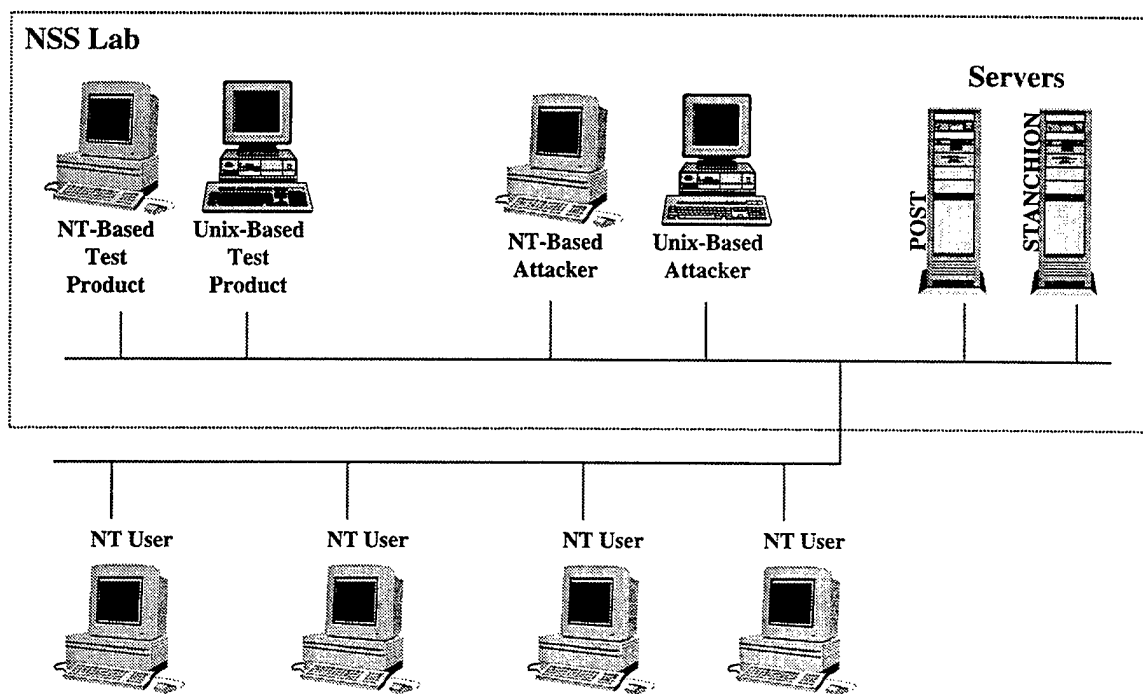 NSS Lab
Servers
NT-Based
Test
Product
Unix-Based
Test
Product
NT-Based
Attacker
Unix-Based
Attacker
POST
STANCHION
NT User
NT User
NT User
NT User